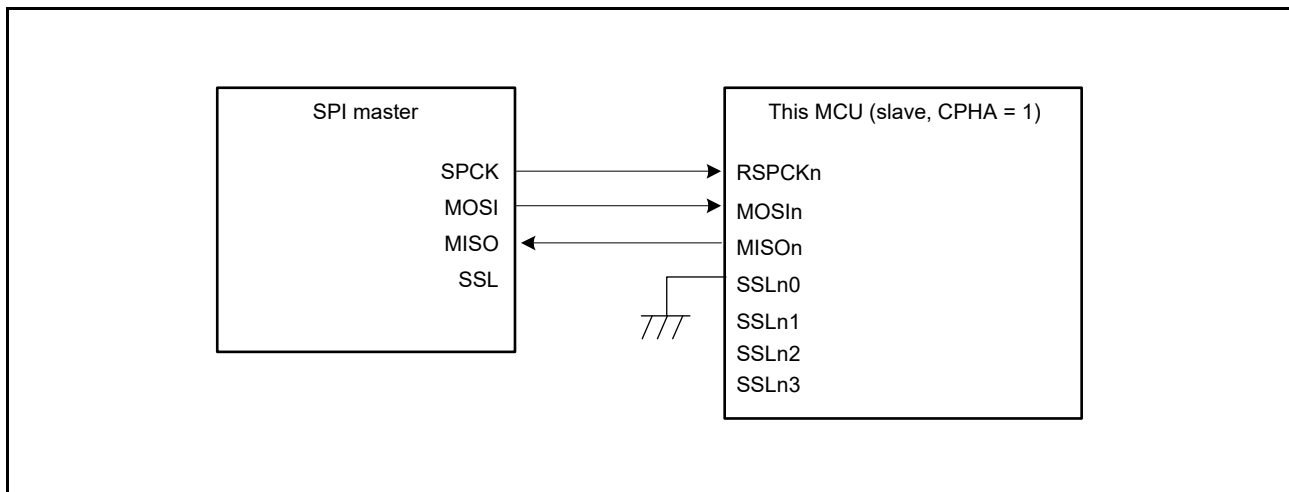 SPI master
SPCK
MOSI
MISO
SSL
This MCU (slave, CPHA = 1)
RSPCKn
MOSIn
MISOn
SSLn0
SSLn1
SSLn2
SSLn3